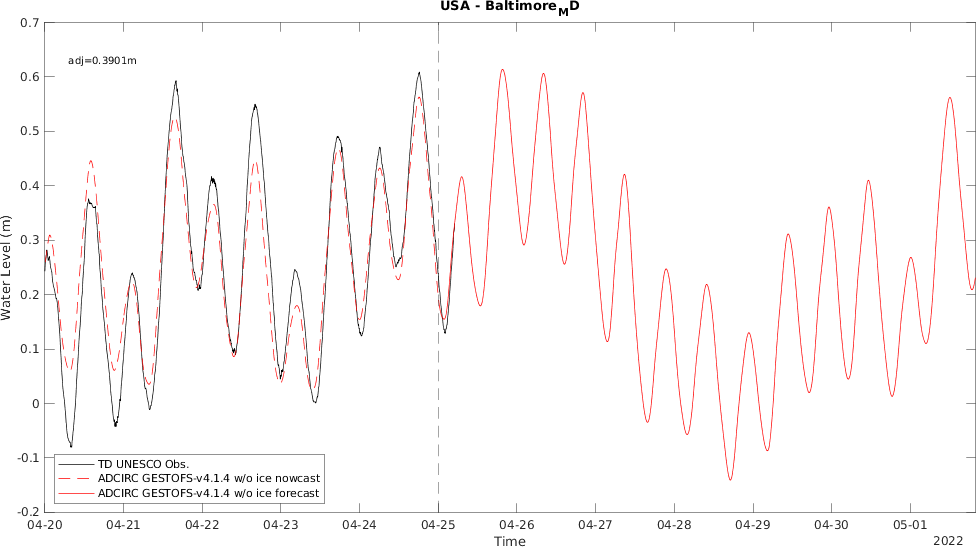 USA - Baltimore_MD
0.7
adj=0.3901m
0.6
0.5
0.4
0.3
0.2
0.1
0
-0.1
-0.2
Water Level (m)
TD UNESCO Obs.
ADCIRC GESTOFS-v4.1.4 w/o ice nowcast
ADCIRC GESTOFS-v4.1.4 w/o ice forecast
04-20 04-21 04-22 04-23 04-24 04-25 04-26 04-27 04-28 04-29 04-30 05-01
Time
2022